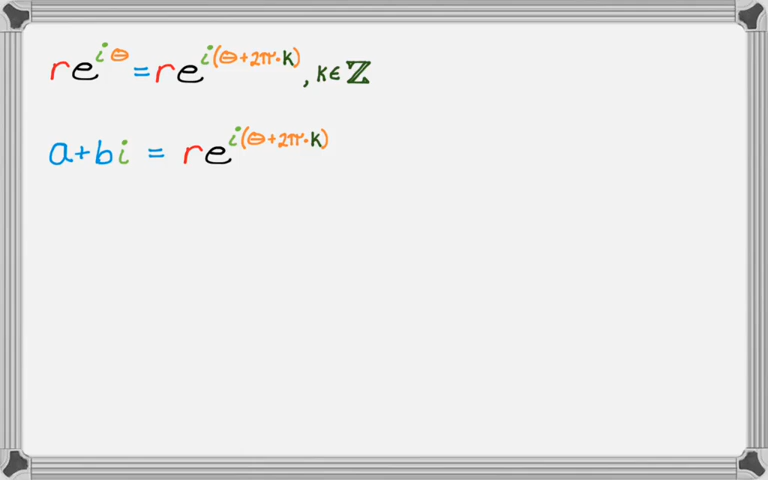 re^{iθ} = re^{i(θ+2π·k)}, k∈ℤ
a+bi = re^{i(θ+2π·k)}